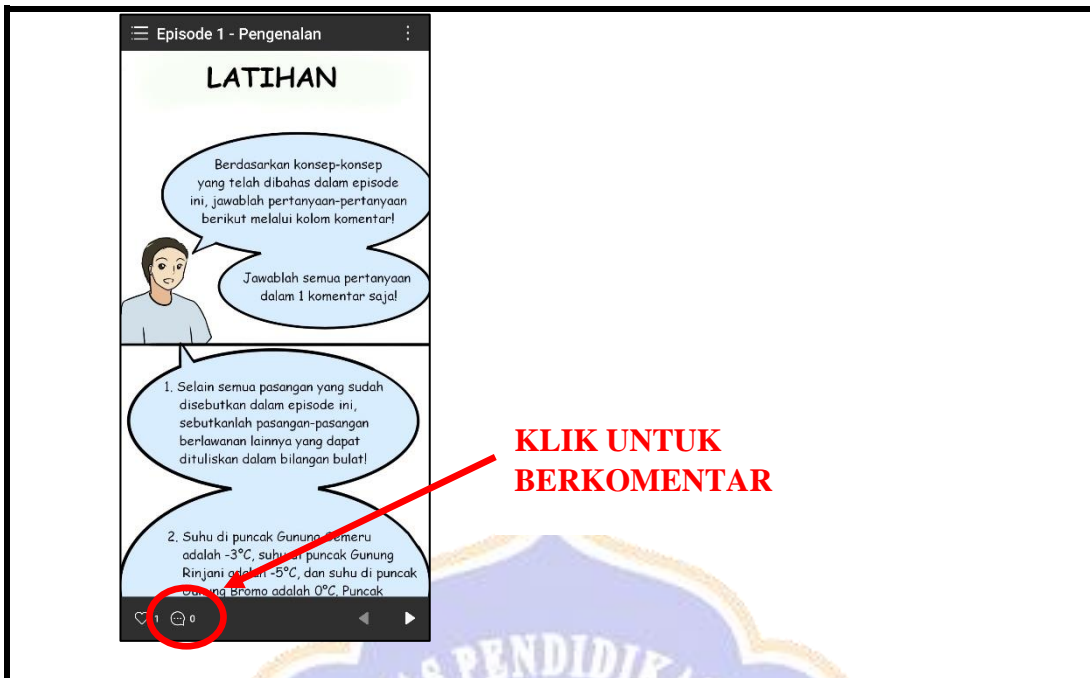 Episode 1 - Pengenalan
LATIHAN
Berdasarkan konsep-konsep
yang telah dibahas dalam episode
ini, jawablah pertanyaan-pertanyaan
berikut melalui kolom komentar!
Jawablah semua pertanyaan
dalam 1 komentar saja!
1. Selain semua pasangan yang sudah
disebutkan dalam episode ini,
sebutkanlah pasangan-pasangan
berlawanan lainnya yang dapat
dituliskan dalam bilangan bulat!
KLIK UNTUK
BERKOMENTAR
2. Suhu di puncak Gunung Semeru
adalah -3°C, suhu di puncak Gunung
Rinjani adalah -5°C, dan suhu di puncak
Gunung Bromo adalah 0°C, Puncak
1 0
PENDIDIK